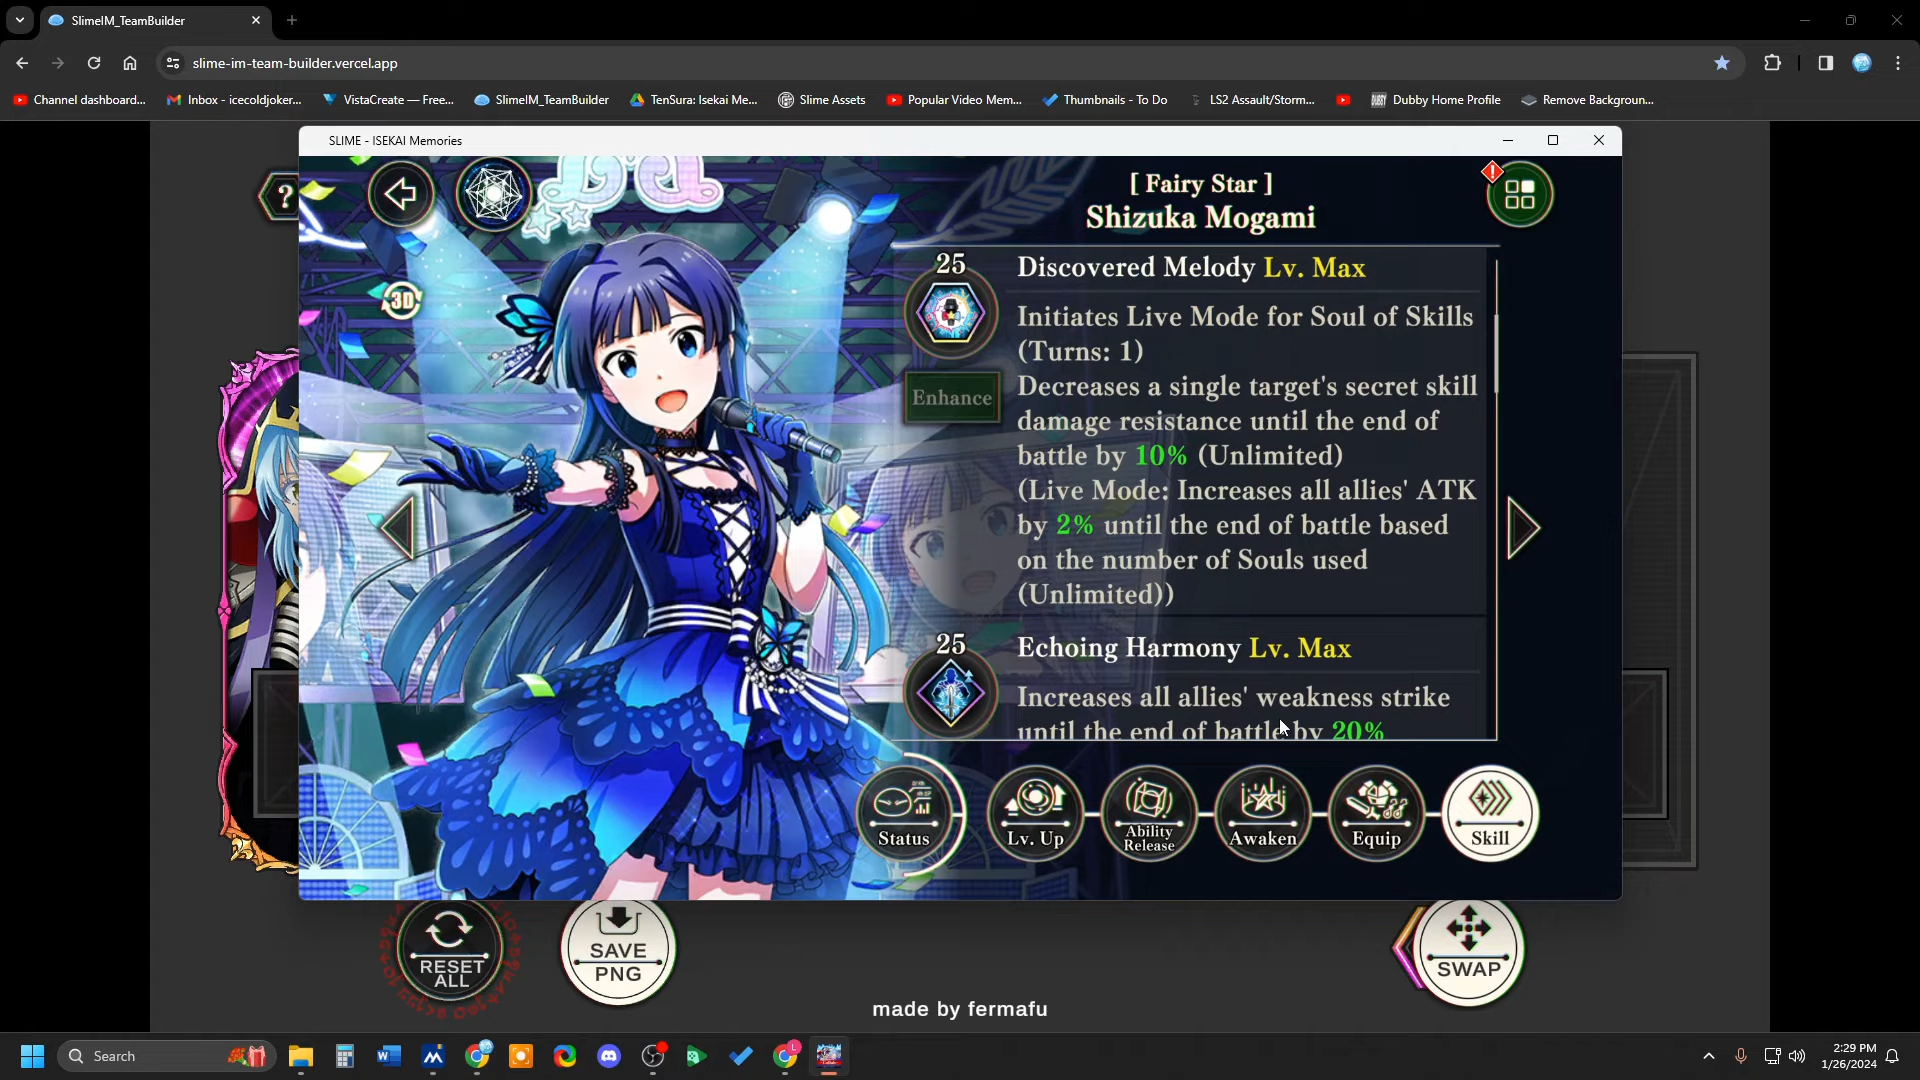 SlimeIM_TeamBuilder
slime-im-team-builder.vercel.app
Channel dashboard...
Inbox - icecoldjoker...
VistaCreate — Free...
SlimeIM_TeamBuilder
TenSura: Isekai Me...
Slime Assets
Popular Video Mem...
Thumbnails - To Do
LS2 Assault/Storm...
Dubby Home Profile
Remove Backgroun...
SLIME - ISEKAI Memories
?
3D
[ Fairy Star ]
Shizuka Mogami
!
25
Discovered Melody Lv. Max
Initiates Live Mode for Soul of Skills
(Turns: 1)
Enhance
Decreases a single target's secret skill
damage resistance until the end of
battle by 10% (Unlimited)
(Live Mode: Increases all allies' ATK
by 2% until the end of battle based
on the number of Souls used
(Unlimited))
25
Echoing Harmony Lv. Max
Increases all allies' weakness strike
until the end of battle by 20%
Status
Lv. Up
Ability
Release
Awaken
Equip
Skill
RESET
ALL
SAVE
PNG
SWAP
made by fermafu
Search
2:29 PM
1/26/2024